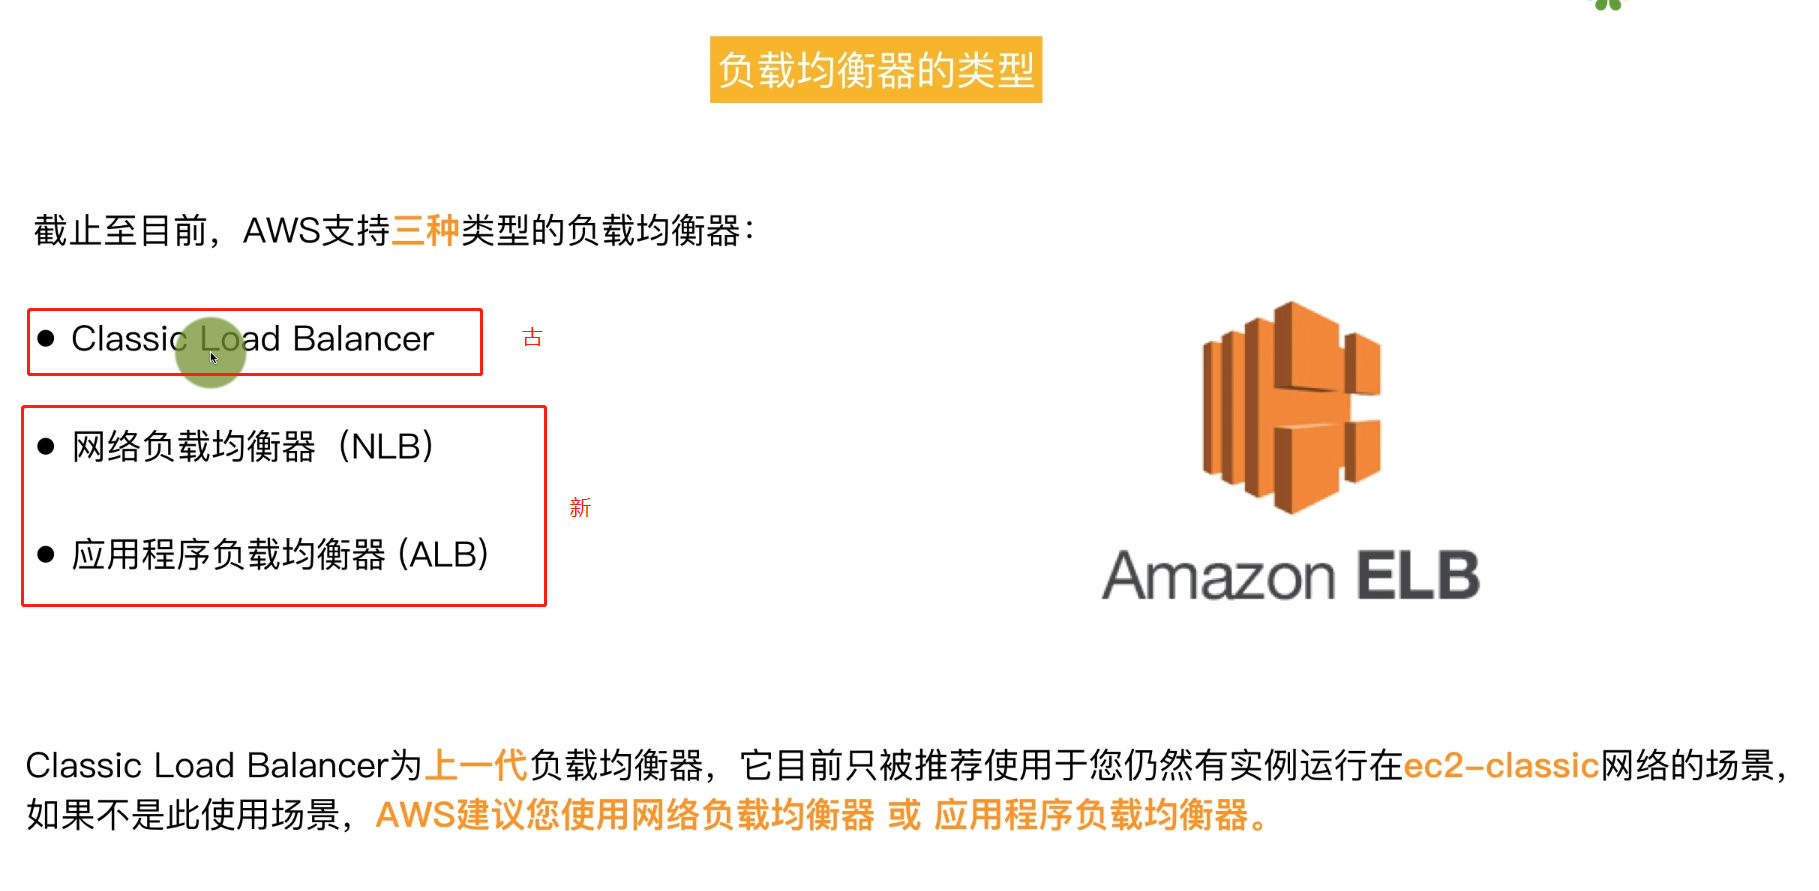 负载均衡器的类型
截止至目前，AWS支持三种类型的负载均衡器：
● Classic Load Balancer
古
● 网络负载均衡器（NLB）
新
● 应用程序负载均衡器 (ALB)
Amazon ELB
Classic Load Balancer为上一代负载均衡器，它目前只被推荐使用于您仍然有实例运行在ec2-classic网络的场景，
如果不是此使用场景，AWS建议您使用网络负载均衡器 或 应用程序负载均衡器。